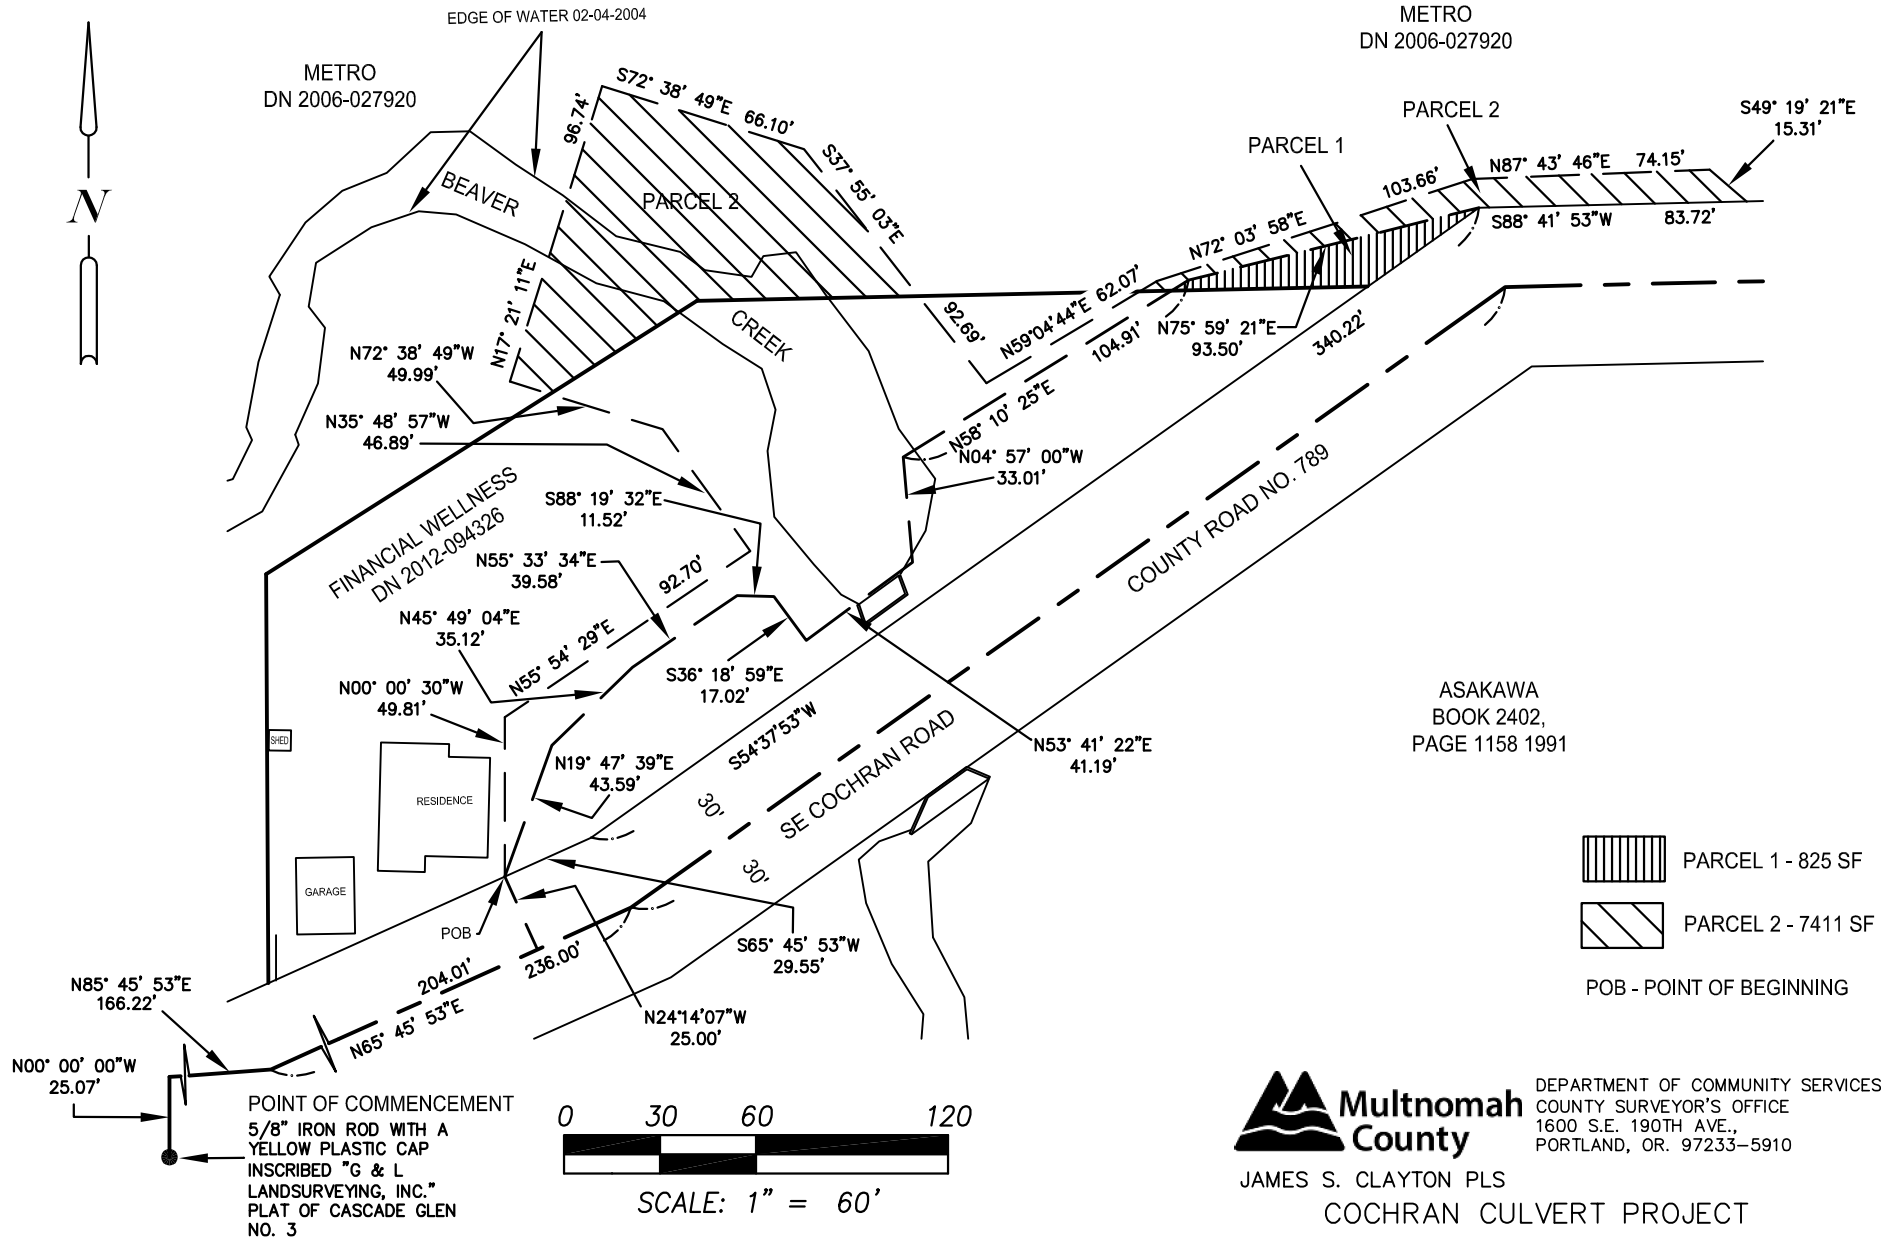 EDGE OF WATER 02-04-2004
METRO
DN 2006-027920
METRO
DN 2006-027920
N
S72° 38' 49"E 66.10'
96.74'
S37° 55' 03"E
92.69'
PARCEL 2
BEAVER
CREEK
N17° 21' 11"E
PARCEL 2
PARCEL 1
S49° 19' 21"E
15.31'
N87° 43' 46"E 74.15'
103.66'
N72° 03' 58"E
S88° 41' 53"W 83.72'
N59°04'44"E 62.07'
104.91'
N58° 10' 25"E
N75° 59' 21"E
93.50'
340.22'
N72° 38' 49"W
49.99'
N35° 48' 57"W
46.89'
N04° 57' 00"W
33.01'
FINANCIAL WELLNESS
DN 2012-094326
S88° 19' 32"E
11.52'
N55° 33' 34"E
39.58'
92.70'
N55° 54' 29"E
N45° 49' 04"E
35.12'
S36° 18' 59"E
17.02'
N00° 00' 30"W
49.81'
COUNTY ROAD NO. 789
SE COCHRAN ROAD
S54°37'53"W
N19° 47' 39"E
43.59'
N53° 41' 22"E
41.19'
ASAKAWA
BOOK 2402,
PAGE 1158 1991
SHED
RESIDENCE
GARAGE
30'
30'
POB
S65° 45' 53"W
29.55'
204.01'
236.00'
N65° 45' 53"E
N24°14'07"W
25.00'
N85° 45' 53"E
166.22'
N00° 00' 00"W
25.07'
PARCEL 1 - 825 SF
PARCEL 2 - 7411 SF
POB - POINT OF BEGINNING
POINT OF COMMENCEMENT
5/8" IRON ROD WITH A
YELLOW PLASTIC CAP
INSCRIBED "G & L
LANDSURVEYING, INC."
PLAT OF CASCADE GLEN
NO. 3
0 30 60 120
SCALE: 1" = 60'
Multnomah
County
DEPARTMENT OF COMMUNITY SERVICES
COUNTY SURVEYOR'S OFFICE
1600 S.E. 190TH AVE.,
PORTLAND, OR. 97233-5910
JAMES S. CLAYTON PLS
COCHRAN CULVERT PROJECT